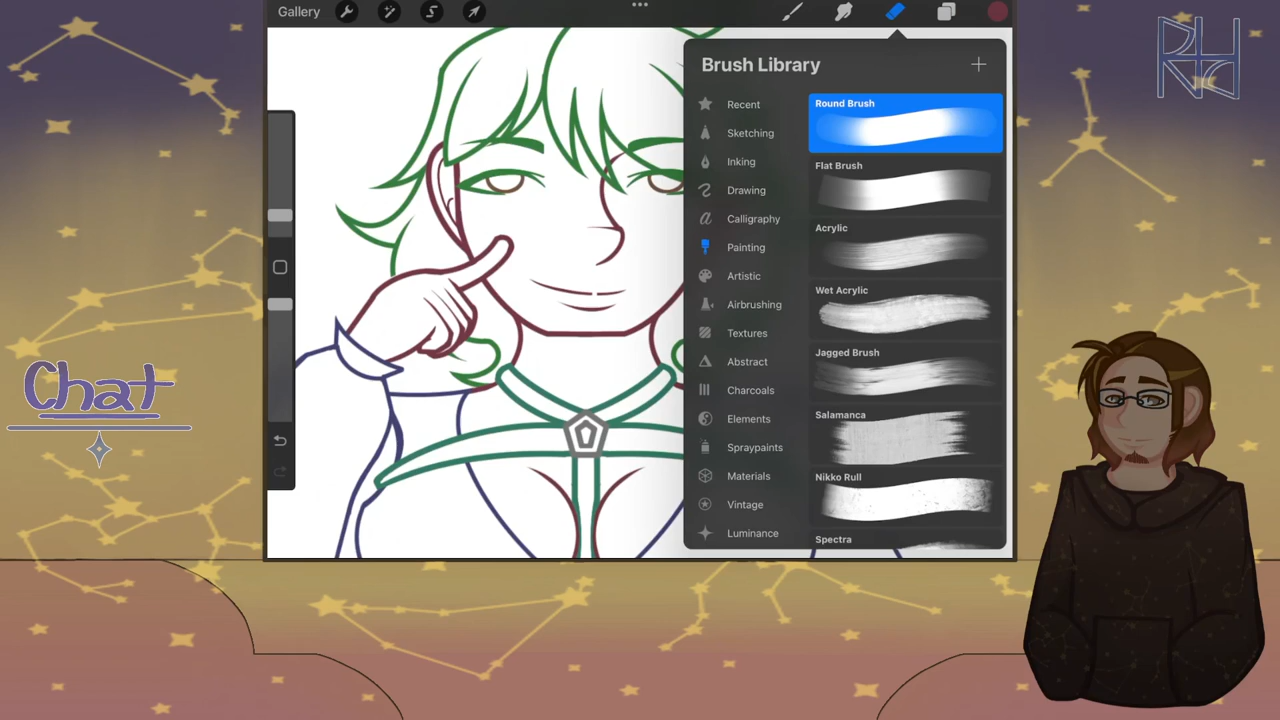 Gallery
Brush Library
Recent
Sketching
Inking
Drawing
Calligraphy
Painting
Artistic
Airbrushing
Textures
Abstract
Charcoals
Elements
Spraypaints
Materials
Vintage
Luminance
Round Brush
Flat Brush
Acrylic
Wet Acrylic
Jagged Brush
Salamanca
Nikko Rull
Spectra
Chat